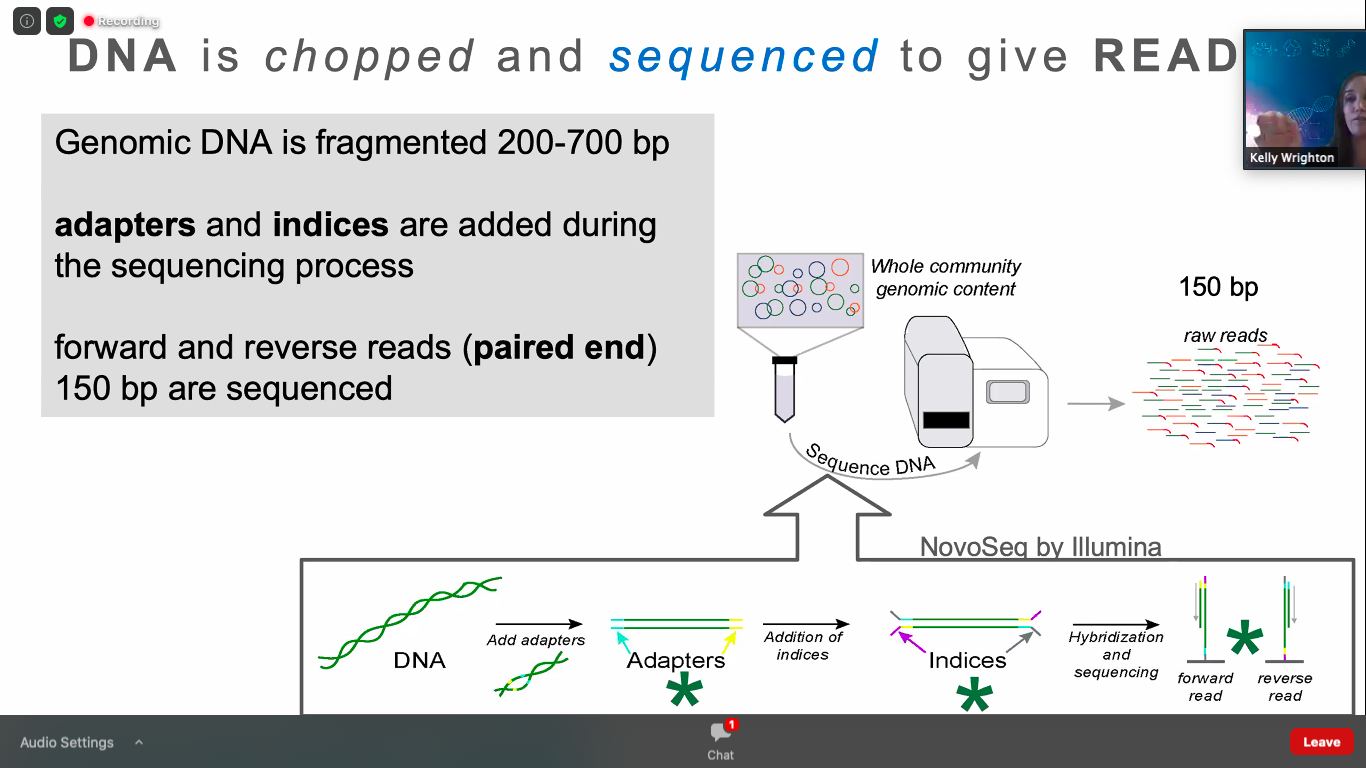 Recording
DNA is chopped and sequenced to give READ
Genomic DNA is fragmented 200-700 bp
adapters and indices are added during
the sequencing process
forward and reverse reads (paired end)
150 bp are sequenced
Kelly Wrighton
Whole community
genomic content
150 bp
raw reads
Sequence DNA
NovoSeq by Illumina
DNA
Add adapters
Adapters
*
Addition of
indices
Indices
*
Hybridization
and
sequencing
*
forward
read
reverse
read
Audio Settings
1
Chat
Leave